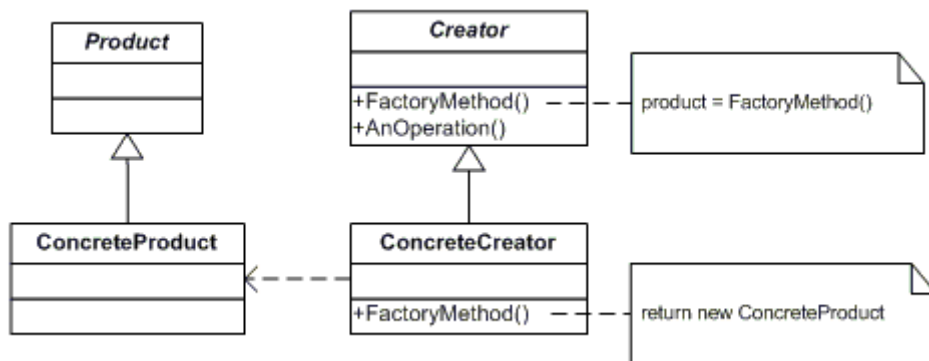 Product
Creator
+FactoryMethod()
+AnOperation()
product = FactoryMethod()
ConcreteProduct
ConcreteCreator
+FactoryMethod()
return new ConcreteProduct